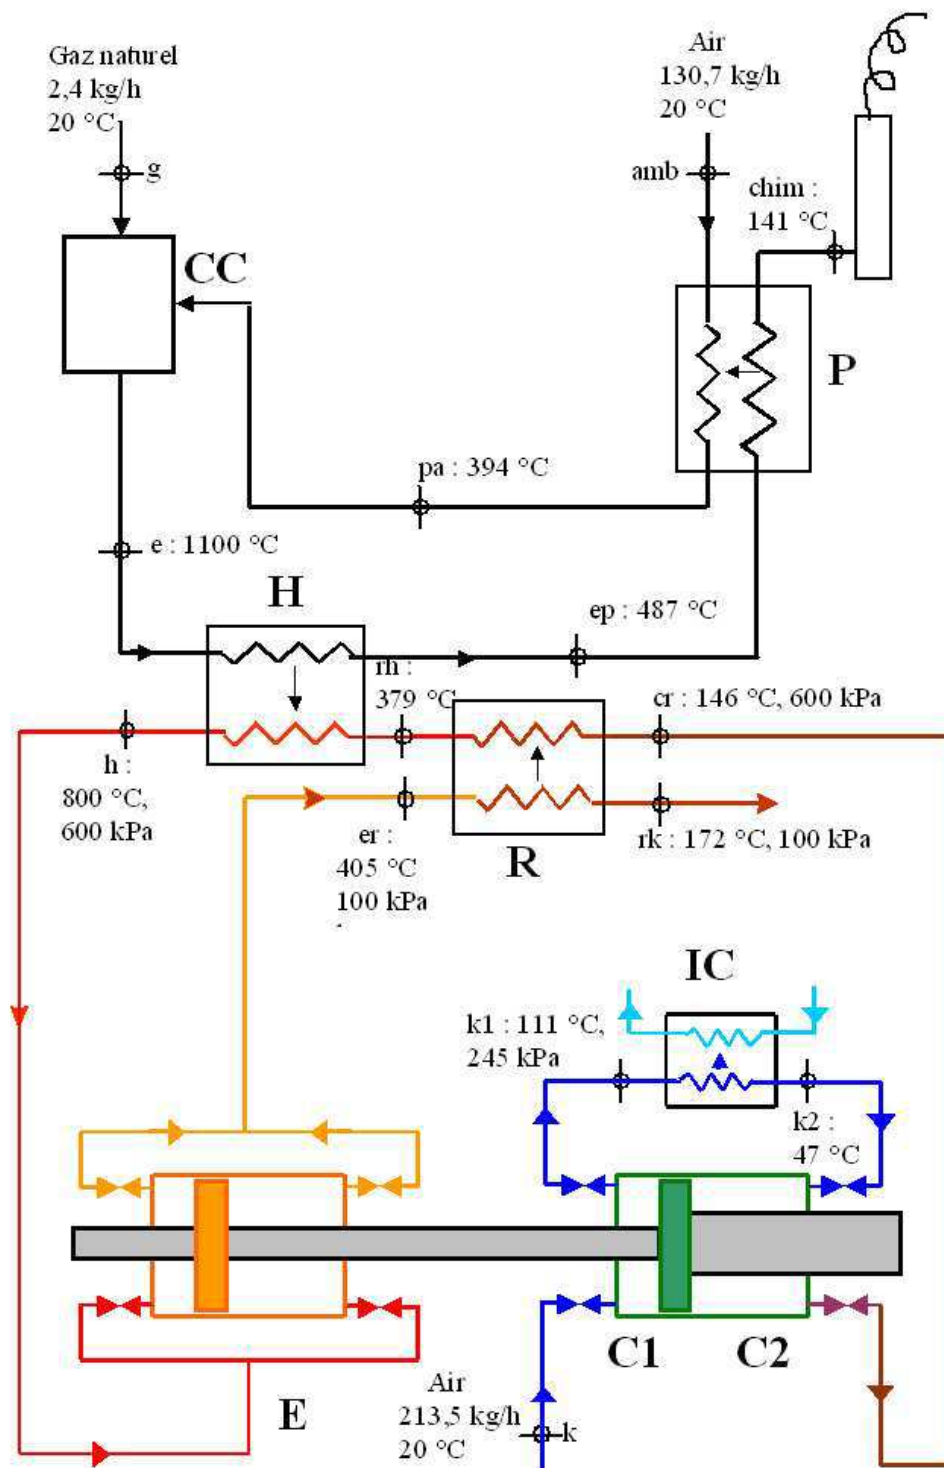 Gaz naturel
2,4 kg/h
20 °C
g
CC
Air
130,7 kg/h
20 °C
amb
chim :
141 °C
P
pa : 394 °C
e : 1100 °C
H
ep : 487 °C
rh :
379 °C
cr : 146 °C, 600 kPa
h :
800 °C,
600 kPa
er :
405 °C
100 kPa
R
rk : 172 °C, 100 kPa
IC
k1 : 111 °C,
245 kPa
k2 :
47 °C
C1
C2
E
Air
213,5 kg/h
20 °C
k